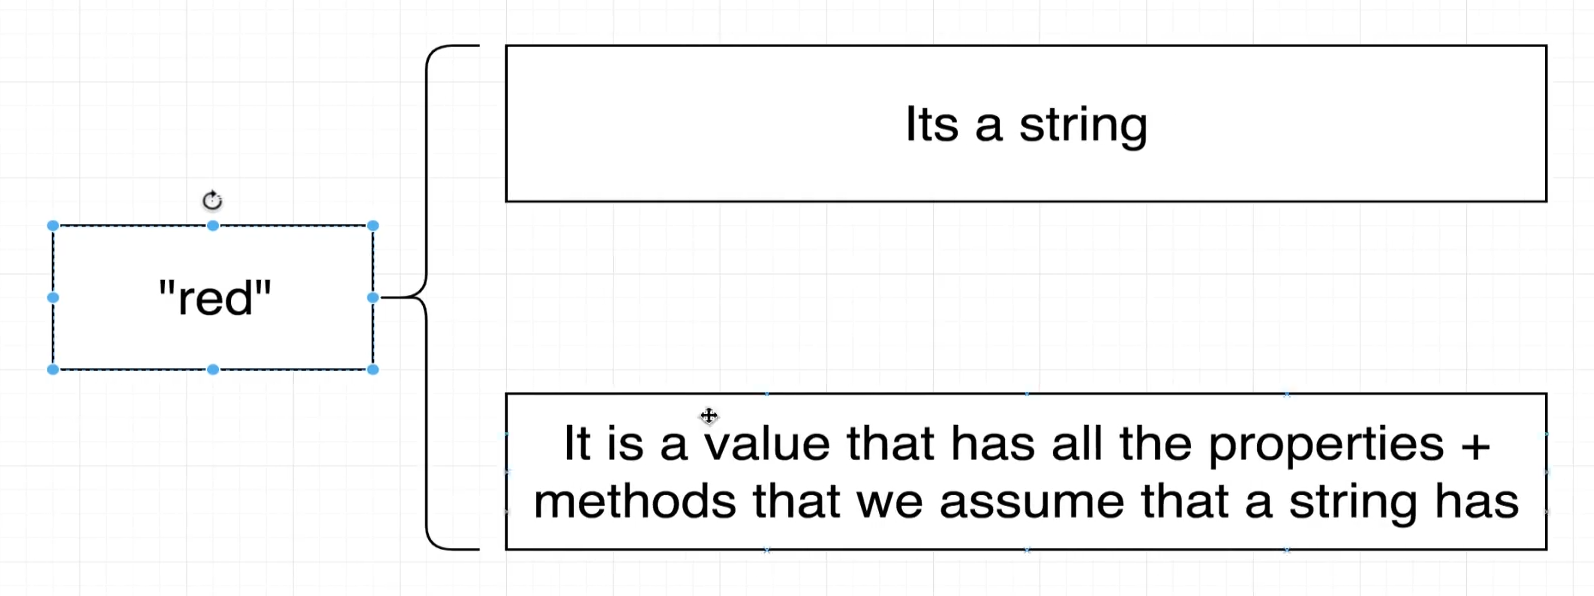 Its a string
"red"
It is a value that has all the properties +
methods that we assume that a string has